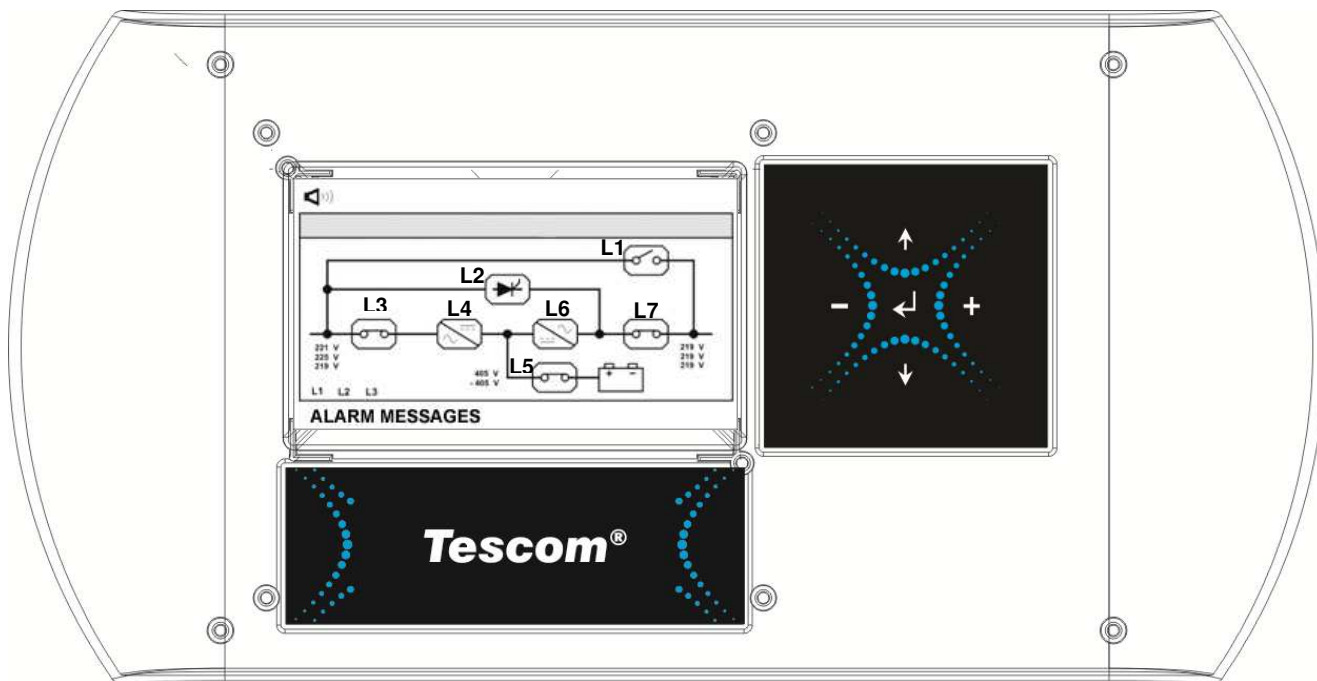 L1
L2
L3 L4 L6 L7
221 V
225 V
219 V
219 V
219 V
219 V
L5
405 V
- 405 V
+ -
L1 L2 L3
ALARM MESSAGES
- +
Tescom®